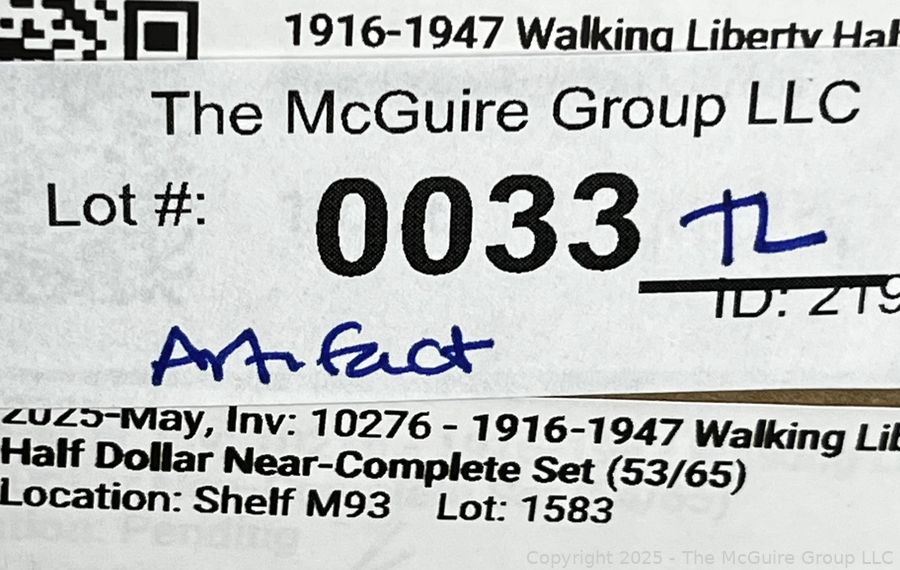 1916-1947 Walking Liberty Hal
The McGuire Group LLC
Lot #: 0033 TL
ID: 219
Artifact
2025-May, Inv: 10276 - 1916-1947 Walking Lib
Half Dollar Near-Complete Set (53/65)
Location: Shelf M93 Lot: 1583
Pending
Copyright 2025 - The McGuire Group LLC